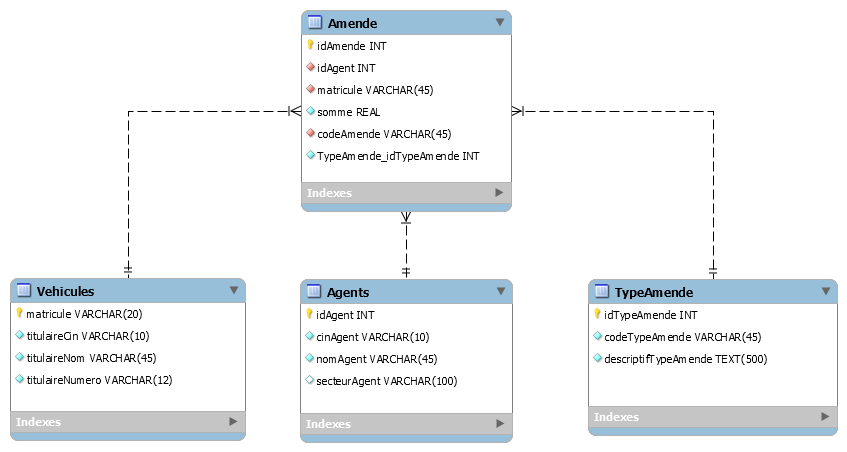 Amende
idAmende INT
idAgent INT
matricule VARCHAR(45)
somme REAL
codeAmende VARCHAR(45)
TypeAmende_idTypeAmende INT
Indexes
Vehicules
matricule VARCHAR(20)
titulaireCin VARCHAR(10)
titulaireNom VARCHAR(45)
titulaireNumero VARCHAR(12)
Indexes
Agents
idAgent INT
cinAgent VARCHAR(10)
nomAgent VARCHAR(45)
secteurAgent VARCHAR(100)
Indexes
TypeAmende
idTypeAmende INT
codeTypeAmende VARCHAR(45)
descriptifTypeAmende TEXT(500)
Indexes